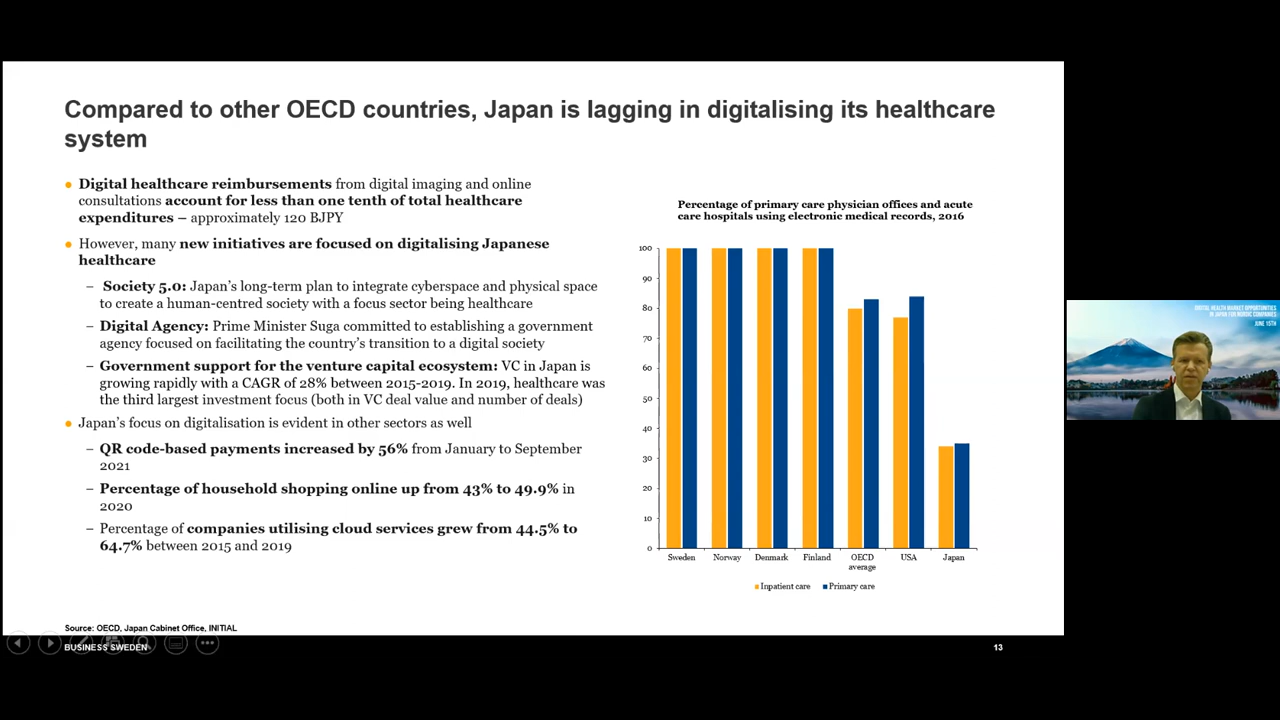 Compared to other OECD countries, Japan is lagging in digitalising its healthcare
system
Digital healthcare reimbursements from digital imaging and online
consultations account for less than one tenth of total healthcare
expenditures – approximately 120 BJPY
However, many new initiatives are focused on digitalising Japanese
healthcare
– Society 5.0: Japan's long-term plan to integrate cyberspace and physical space
to create a human-centred society with a focus sector being healthcare
– Digital Agency: Prime Minister Suga committed to establishing a government
agency focused on facilitating the country's transition to a digital society
– Government support for the venture capital ecosystem: VC in Japan is
growing rapidly with a CAGR of 28% between 2015-2019. In 2019, healthcare was
the third largest investment focus (both in VC deal value and number of deals)
Japan's focus on digitalisation is evident in other sectors as well
– QR code-based payments increased by 56% from January to September
2021
– Percentage of household shopping online up from 43% to 49.9% in
2020
– Percentage of companies utilising cloud services grew from 44.5% to
64.7% between 2015 and 2019
Percentage of primary care physician offices and acute
care hospitals using electronic medical records, 2016
100
90
80
70
60
50
40
30
20
10
0
Sweden Norway Denmark Finland OECD average USA Japan
Inpatient care Primary care
Source: OECD, Japan Cabinet Office, INITIAL
BUSINESS SWEDEN
13
DIGITAL HEALTH MARKET OPPORTUNITIES
IN JAPAN FOR NORDIC COMPANIES
JUNE 15TH